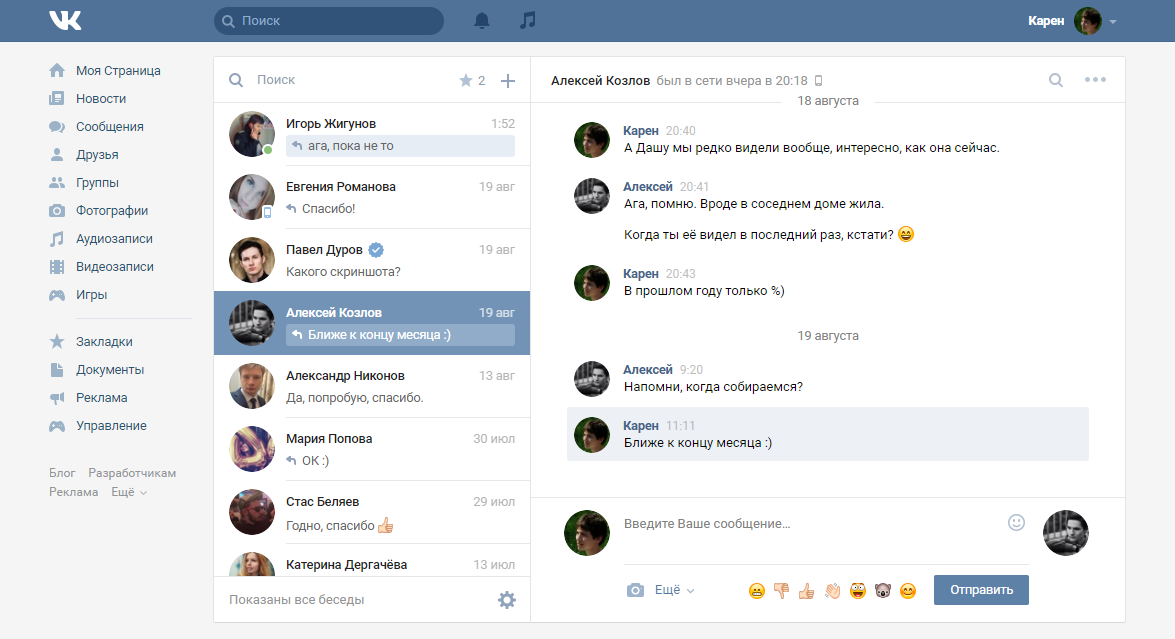 VK
Поиск
Карен
Моя Страница
Новости
Сообщения
Друзья
Группы
Фотографии
Аудиозаписи
Видеозаписи
Игры
Закладки
Документы
Реклама
Управление
Блог Разработчикам
Реклама Ещё
Поиск 2
Игорь Жигунов 1:52
ага, пока не то
Евгения Романова 19 авг
Спасибо!
Павел Дуров 19 авг
Какого скриншота?
Алексей Козлов 19 авг
Ближе к концу месяца :)
Александр Никонов 13 авг
Да, попробую, спасибо.
Мария Попова 30 июл
ОК :)
Стас Беляев 29 июл
Годно, спасибо 👍🏼
Катерина Дергачёва 13 июл
Показаны все беседы
Алексей Козлов был в сети вчера в 20:18
18 августа
Карен 20:40
А Дашу мы редко видели вообще, интересно, как она сейчас.
Алексей 20:41
Ага, помню. Вроде в соседнем доме жила.
Когда ты её видел в последний раз, кстати? 😄
Карен 20:43
В прошлом году только %)
19 августа
Алексей 9:20
Напомни, когда собираемся?
Карен 11:11
Ближе к концу месяца :)
Введите Ваше сообщение...
Ещё
Отправить